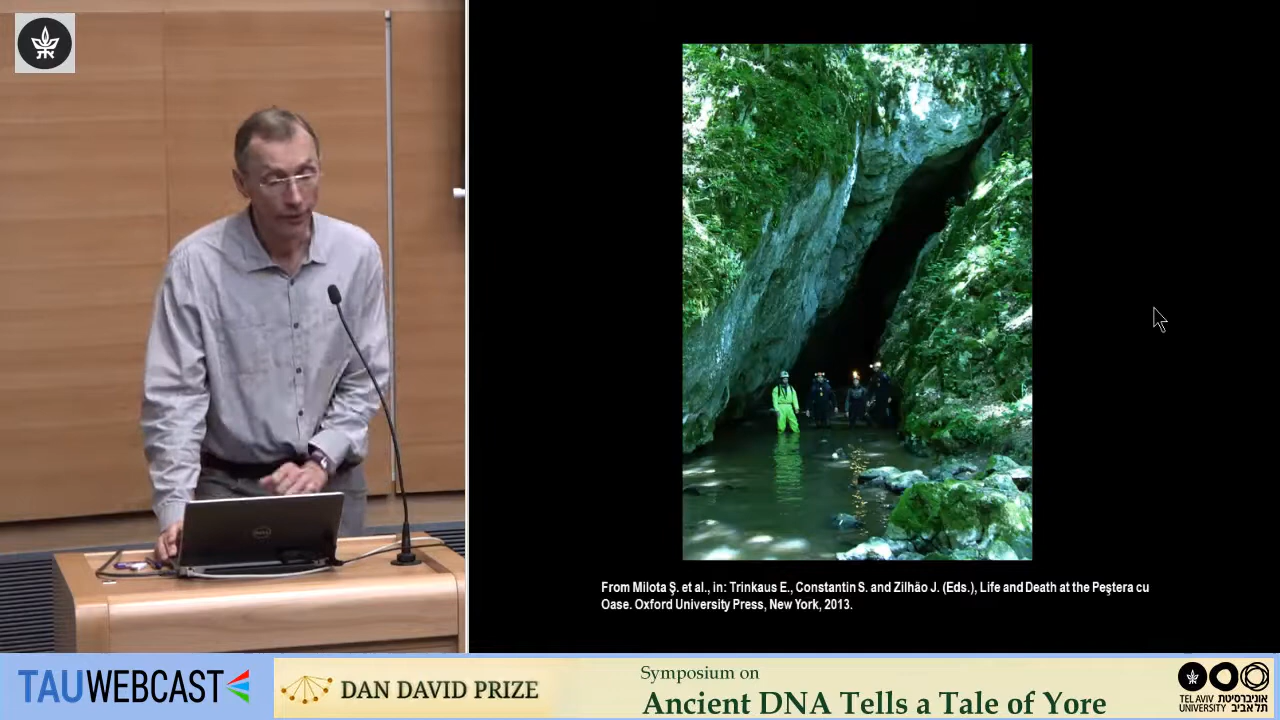 From Milota Ş. et al., in: Trinkaus E., Constantin S. and Zilhão J. (Eds.), Life and Death at the Peştera cu
Oase. Oxford University Press, New York, 2013.
TAUWEBCAST
DAN DAVID PRIZE
Symposium on
Ancient DNA Tells a Tale of Yore
TEL AVIV אוניברסיטת
UNIVERSITY תל אביב